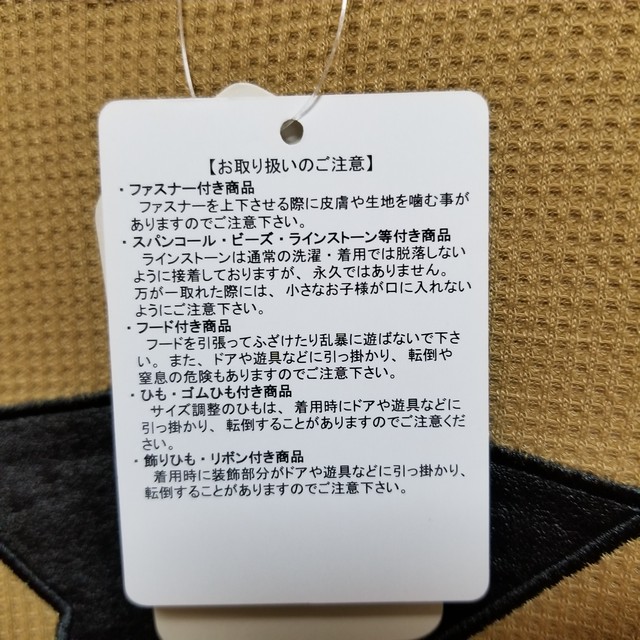 【お取り扱いのご注意】
・ファスナー付き商品
ファスナーを上下させる際に皮膚や生地を噛む事が
ありますのでご注意下さい。
・スパンコール・ビーズ・ラインストーン等付き商品
ラインストーンは通常の洗濯・着用では脱落しない
ように接着しておりますが、永久ではありません。
万が一取れた際には、小さなお子様が口に入れない
ようにご注意下さい。
・フード付き商品
フードを引張ってふざけたり乱暴に遊ばないで下さ
い。また、ドアや遊具などに引っ掛かり、転倒や
窒息の危険もありますのでご注意下さい。
・ひも・ゴムひも付き商品
サイズ調整のひもは、着用時にドアや遊具などに
引っ掛かり、転倒することがありますのでご注意くだ
さい。
・飾りひも・リボン付き商品
着用時に装飾部分がドアや遊具などに引っ掛かり、
転倒することがありますのでご注意下さい。